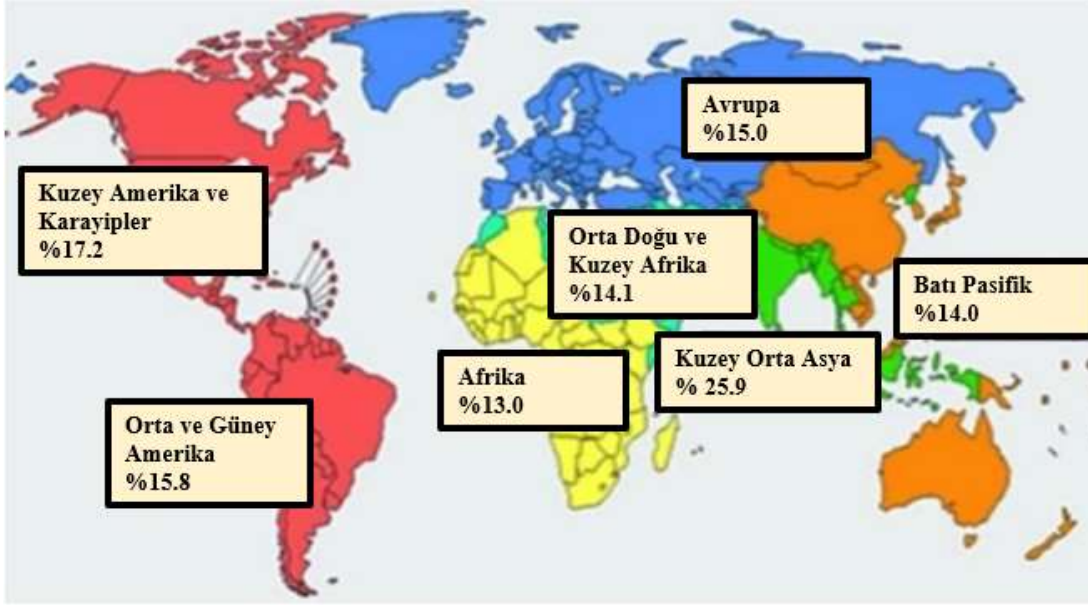 Avrupa
%15.0
Kuzey Amerika ve
Karayipler
%17.2
Orta Doğu ve
Kuzey Afrika
%14.1
Batı Pasifik
%14.0
Kuzey Orta Asya
% 25.9
Afrika
%13.0
Orta ve Güney
Amerika
%15.8